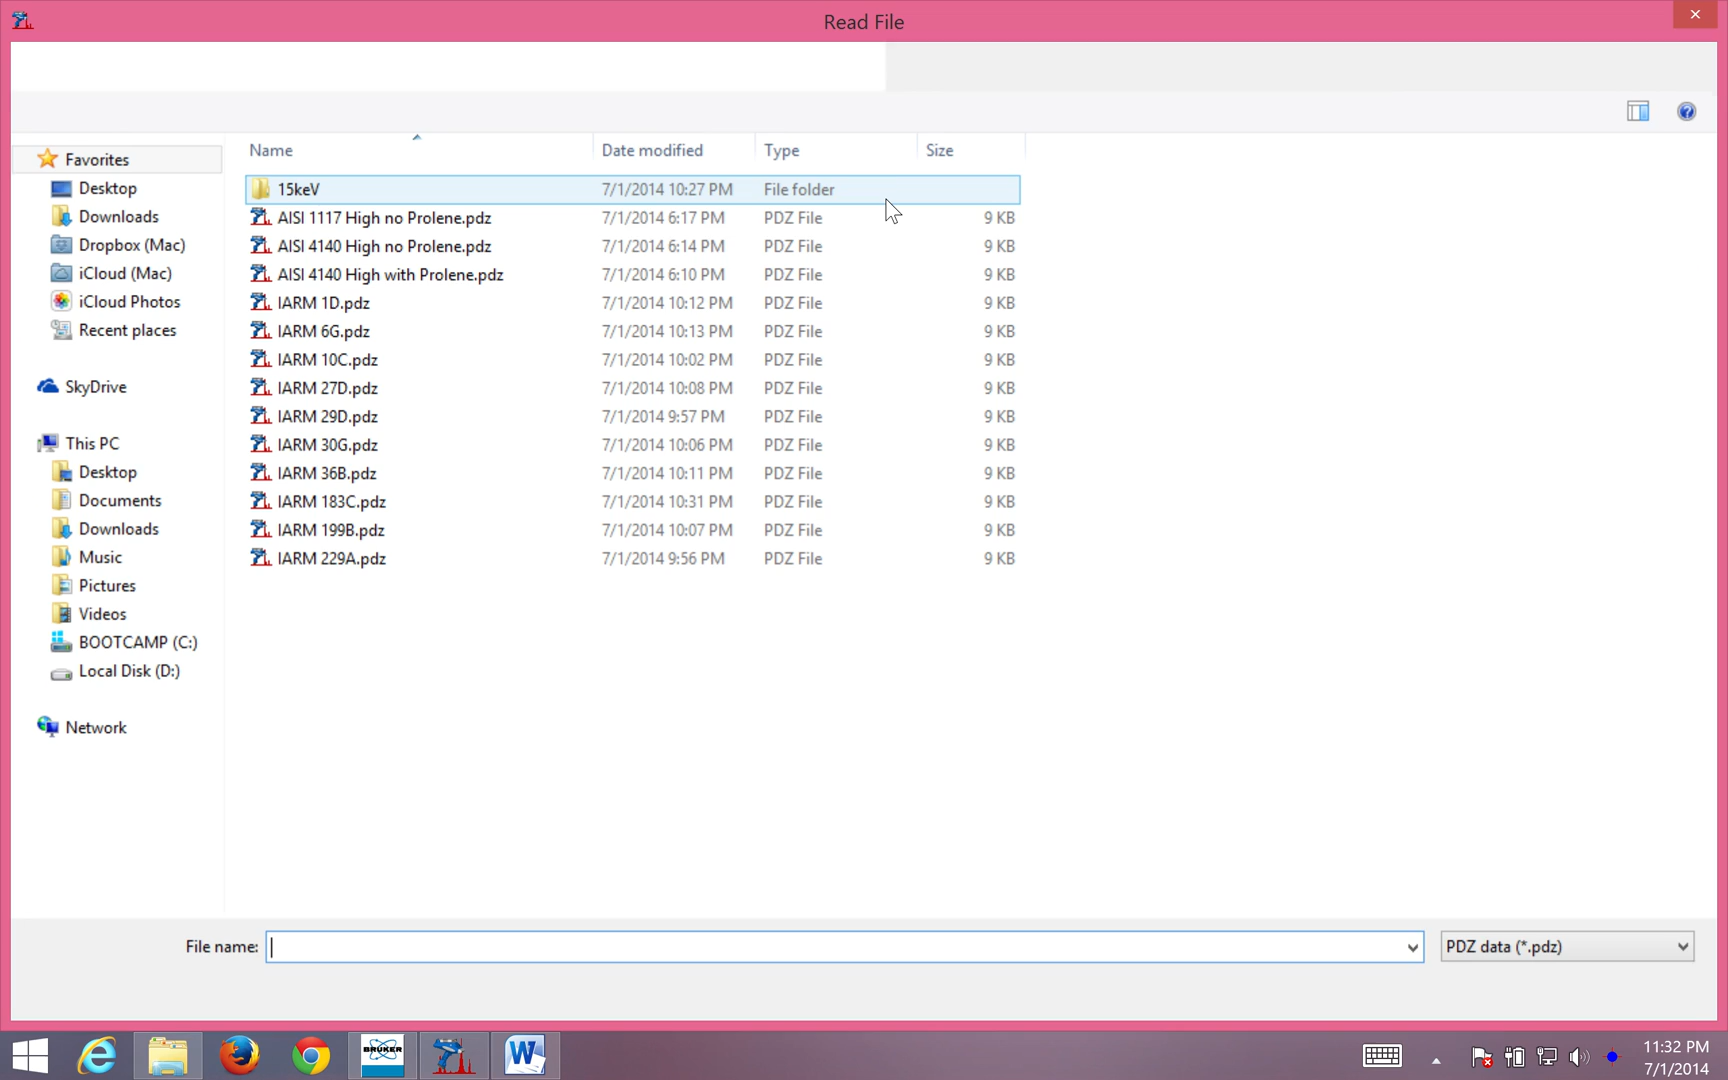 Read File
Name Date modified Type Size
Favorites
Desktop
Downloads
Dropbox (Mac)
iCloud (Mac)
iCloud Photos
Recent places
SkyDrive
This PC
Desktop
Documents
Downloads
Music
Pictures
Videos
BOOTCAMP (C:)
Local Disk (D:)
Network
15keV 7/1/2014 10:27 PM File folder
AISI 1117 High no Prolene.pdz 7/1/2014 6:17 PM PDZ File 9 KB
AISI 4140 High no Prolene.pdz 7/1/2014 6:14 PM PDZ File 9 KB
AISI 4140 High with Prolene.pdz 7/1/2014 6:10 PM PDZ File 9 KB
IARM 1D.pdz 7/1/2014 10:12 PM PDZ File 9 KB
IARM 6G.pdz 7/1/2014 10:13 PM PDZ File 9 KB
IARM 10C.pdz 7/1/2014 10:02 PM PDZ File 9 KB
IARM 27D.pdz 7/1/2014 10:08 PM PDZ File 9 KB
IARM 29D.pdz 7/1/2014 9:57 PM PDZ File 9 KB
IARM 30G.pdz 7/1/2014 10:06 PM PDZ File 9 KB
IARM 36B.pdz 7/1/2014 10:11 PM PDZ File 9 KB
IARM 183C.pdz 7/1/2014 10:31 PM PDZ File 9 KB
IARM 199B.pdz 7/1/2014 10:07 PM PDZ File 9 KB
IARM 229A.pdz 7/1/2014 9:56 PM PDZ File 9 KB
File name: PDZ data (*.pdz)
BRUKER
11:32 PM
7/1/2014